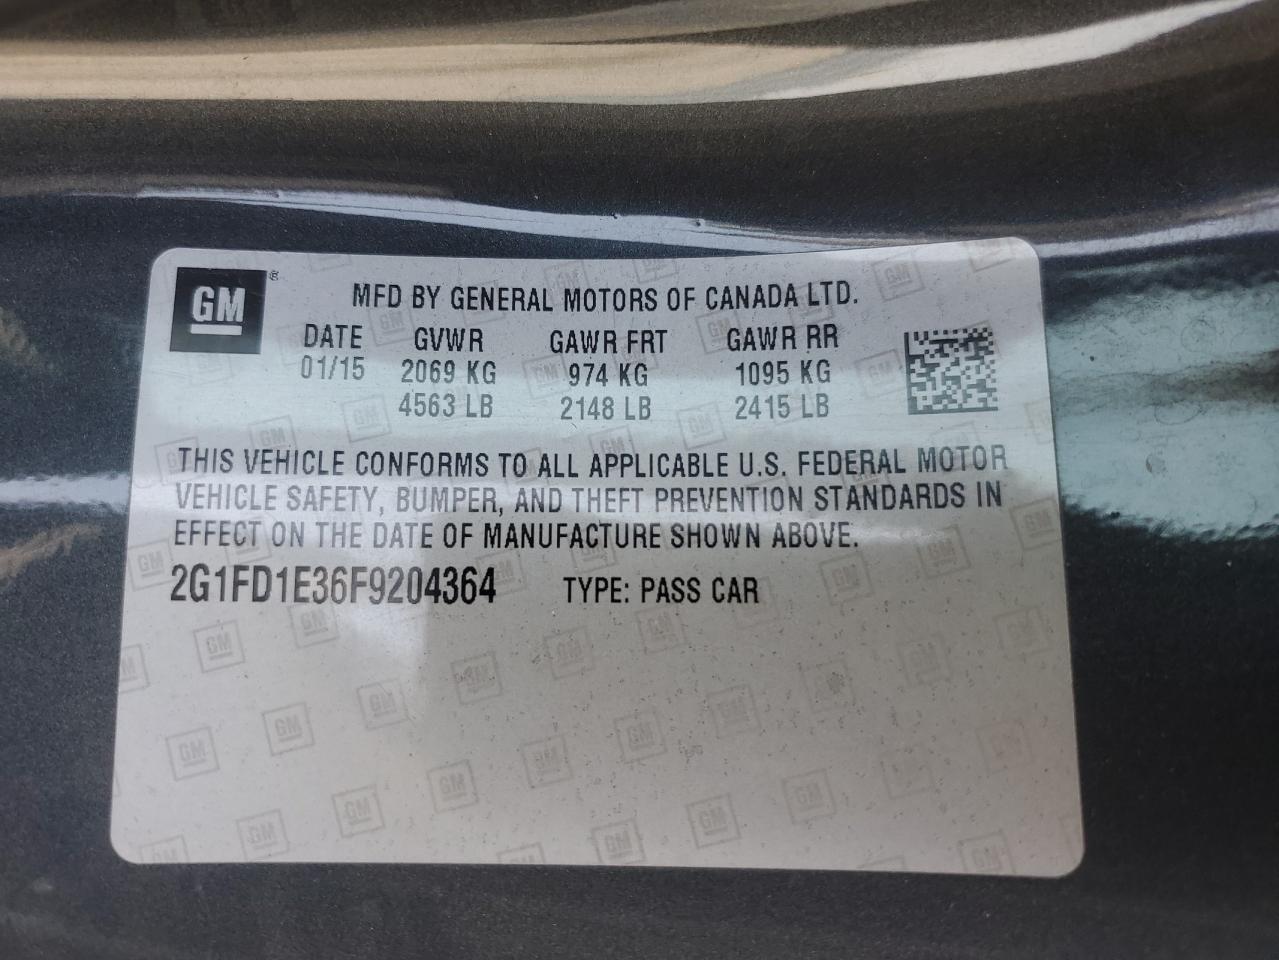 GM ®
MFD BY GENERAL MOTORS OF CANADA LTD.
DATE GVWR GAWR FRT GAWR RR
01/15 2069 KG 974 KG 1095 KG
4563 LB 2148 LB 2415 LB
THIS VEHICLE CONFORMS TO ALL APPLICABLE U.S. FEDERAL MOTOR
VEHICLE SAFETY, BUMPER, AND THEFT PREVENTION STANDARDS IN
EFFECT ON THE DATE OF MANUFACTURE SHOWN ABOVE.
2G1FD1E36F9204364 TYPE: PASS CAR